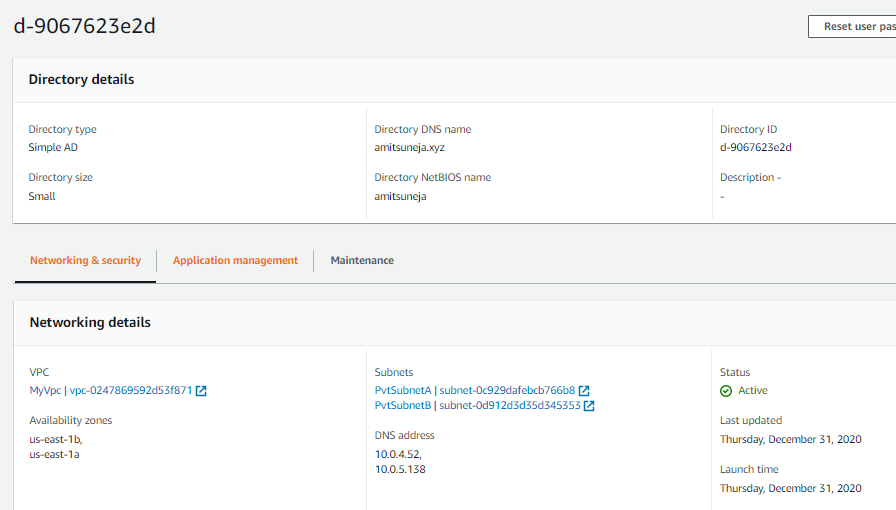 d-9067623e2d
Reset user pas
Directory details
Directory type
Simple AD
Directory size
Small
Directory DNS name
amitsuneja.xyz
Directory NetBIOS name
amitsuneja
Directory ID
d-9067623e2d
Description -
-
Networking & security
Application management
Maintenance
Networking details
VPC
MyVpc | vpc-0247869592d53f871
Availability zones
us-east-1b,
us-east-1a
Subnets
PvtSubnetA | subnet-0c929dafebcb766b8
PvtSubnetB | subnet-0d912d3d35d345353
DNS address
10.0.4.52,
10.0.5.138
Status
Active
Last updated
Thursday, December 31, 2020
Launch time
Thursday, December 31, 2020